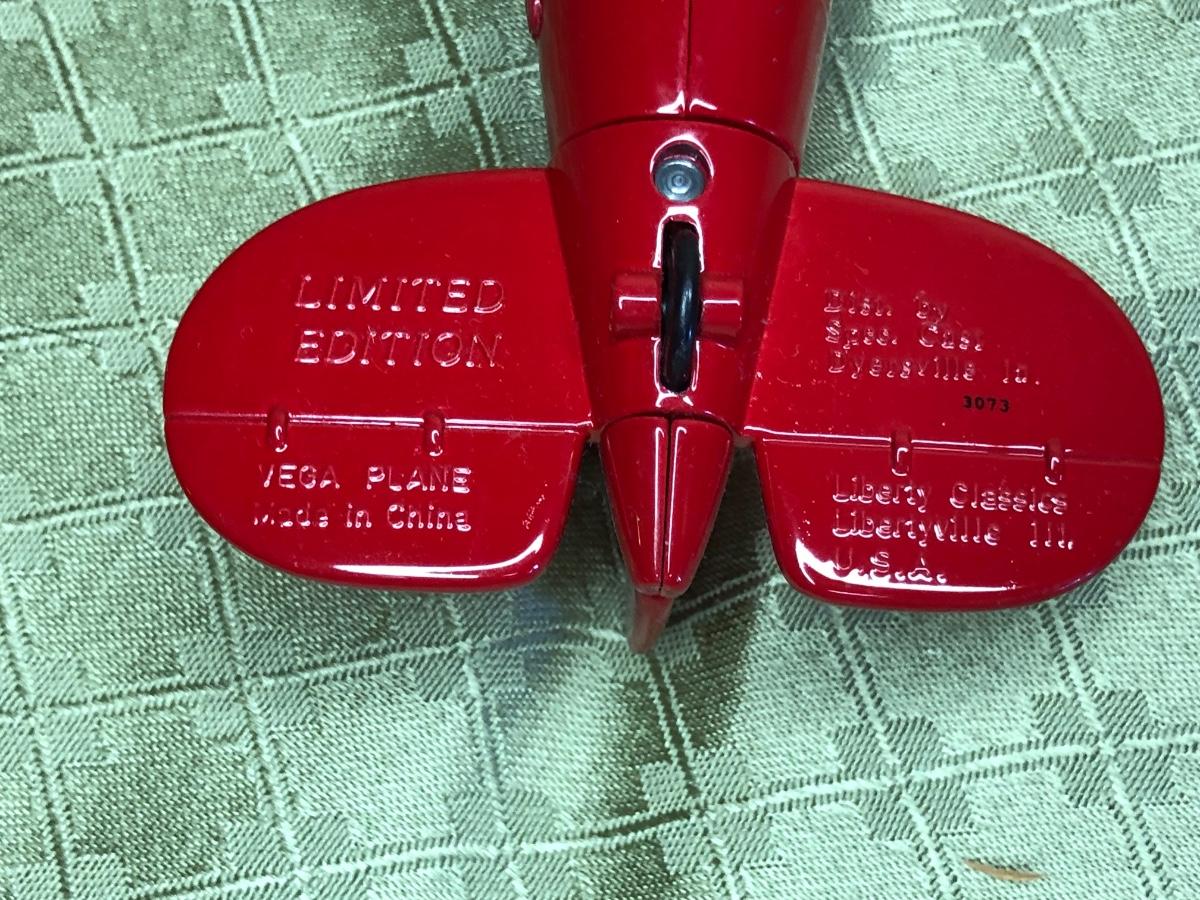 LIMITED
EDITION
VEGA PLANE
Made in China
Dist. by
Spec Cast
Dyersville Ia.
3073
Liberty Classics
Libertyville Ill.
U.S.A.